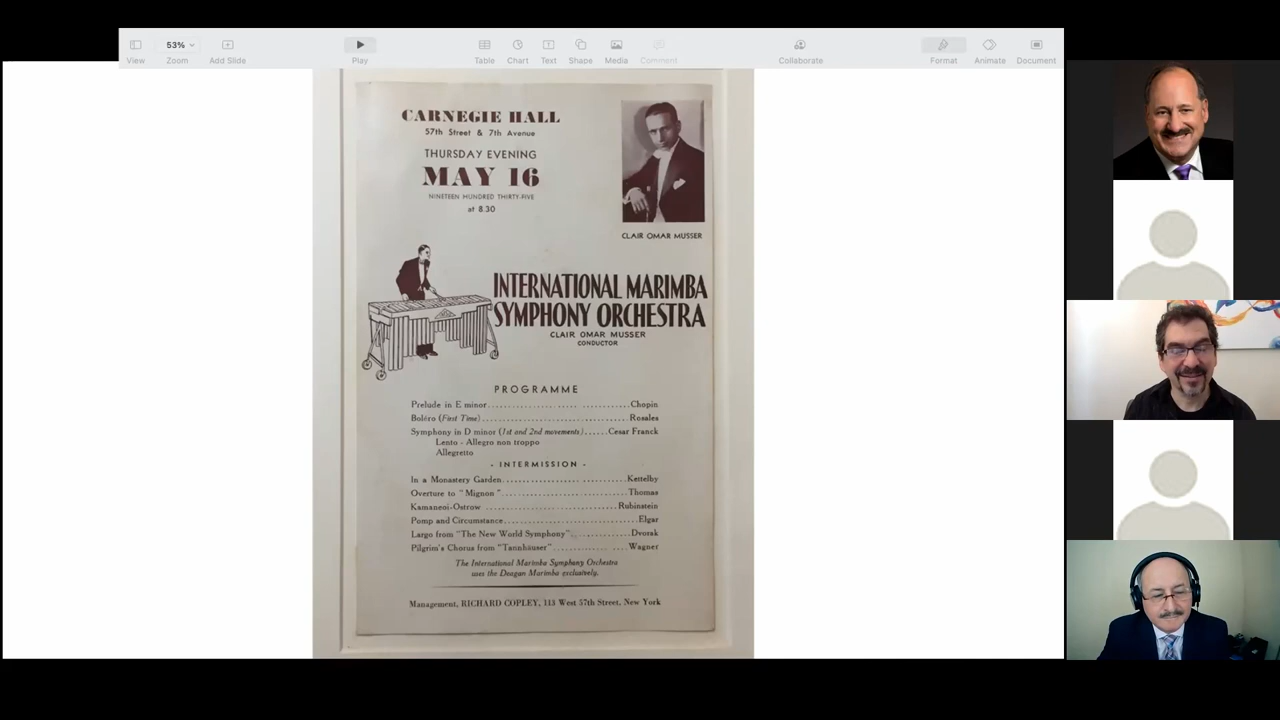 View
53%
Zoom
Add Slide
Play
Table
Chart
Text
Shape
Media
Comment
Collaborate
Format
Animate
Document
CARNEGIE HALL
57th Street & 7th Avenue
THURSDAY EVENING
MAY 16
NINETEEN HUNDRED THIRTY-FIVE
at 8.30
CLAIR OMAR MUSSER
INTERNATIONAL MARIMBA
SYMPHONY ORCHESTRA
CLAIR OMAR MUSSER
CONDUCTOR
PROGRAMME
Prelude in E minor.....................Chopin
Boléro (First Time)......................Rosales
Symphony in D minor (1st and 2nd movements)......Cesar Franck
Lento - Allegro non troppo
Allegretto
- INTERMISSION -
In a Monastery Garden......................Kettelby
Overture to "Mignon"......................Thomas
Kamaneoi-Ostrow......................Rubinstein
Pomp and Circumstance......................Elgar
Largo from "The New World Symphony"............Dvorak
Pilgrim's Chorus from "Tannhäuser"................Wagner
The International Marimba Symphony Orchestra
uses the Deagan Marimba exclusively.
Management, RICHARD COPLEY, 113 West 57th Street, New York